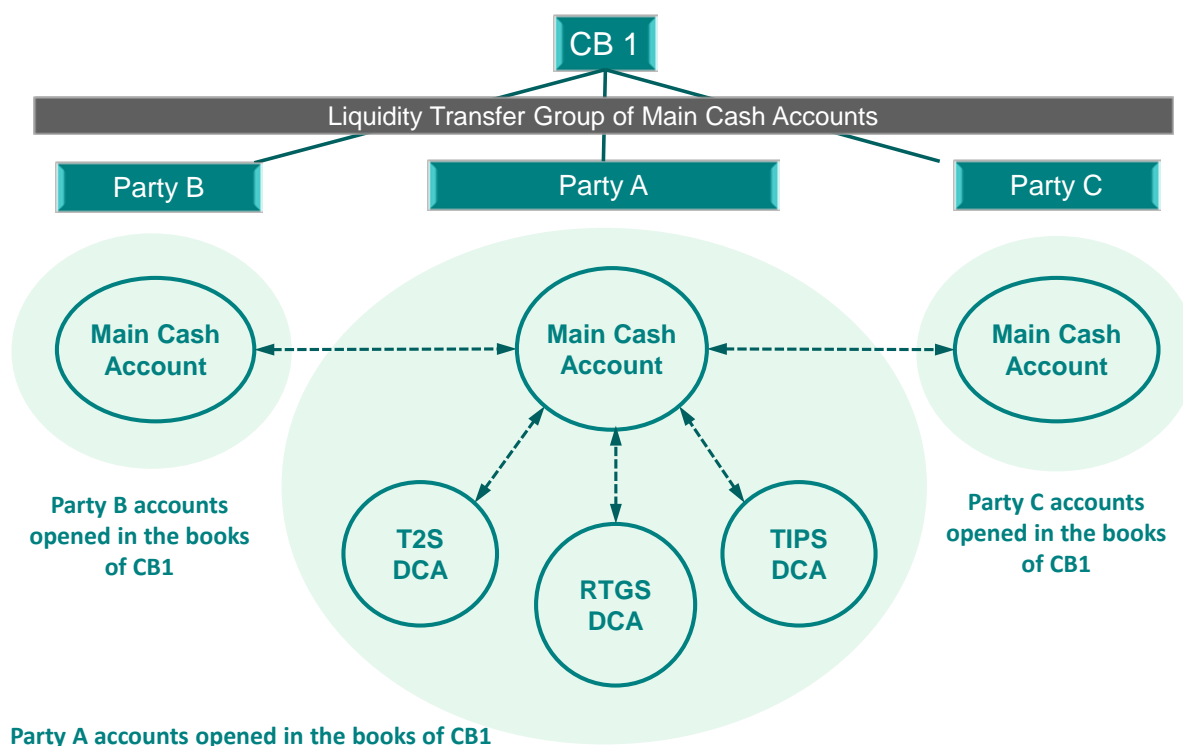 CB 1
Liquidity Transfer Group of Main Cash Accounts
Party B
Party A
Party C
Main Cash
Account
Main Cash
Account
Main Cash
Account
Party B accounts
opened in the books
of CB1
T2S
DCA
RTGS
DCA
TIPS
DCA
Party C accounts
opened in the books
of CB1
Party A accounts opened in the books of CB1